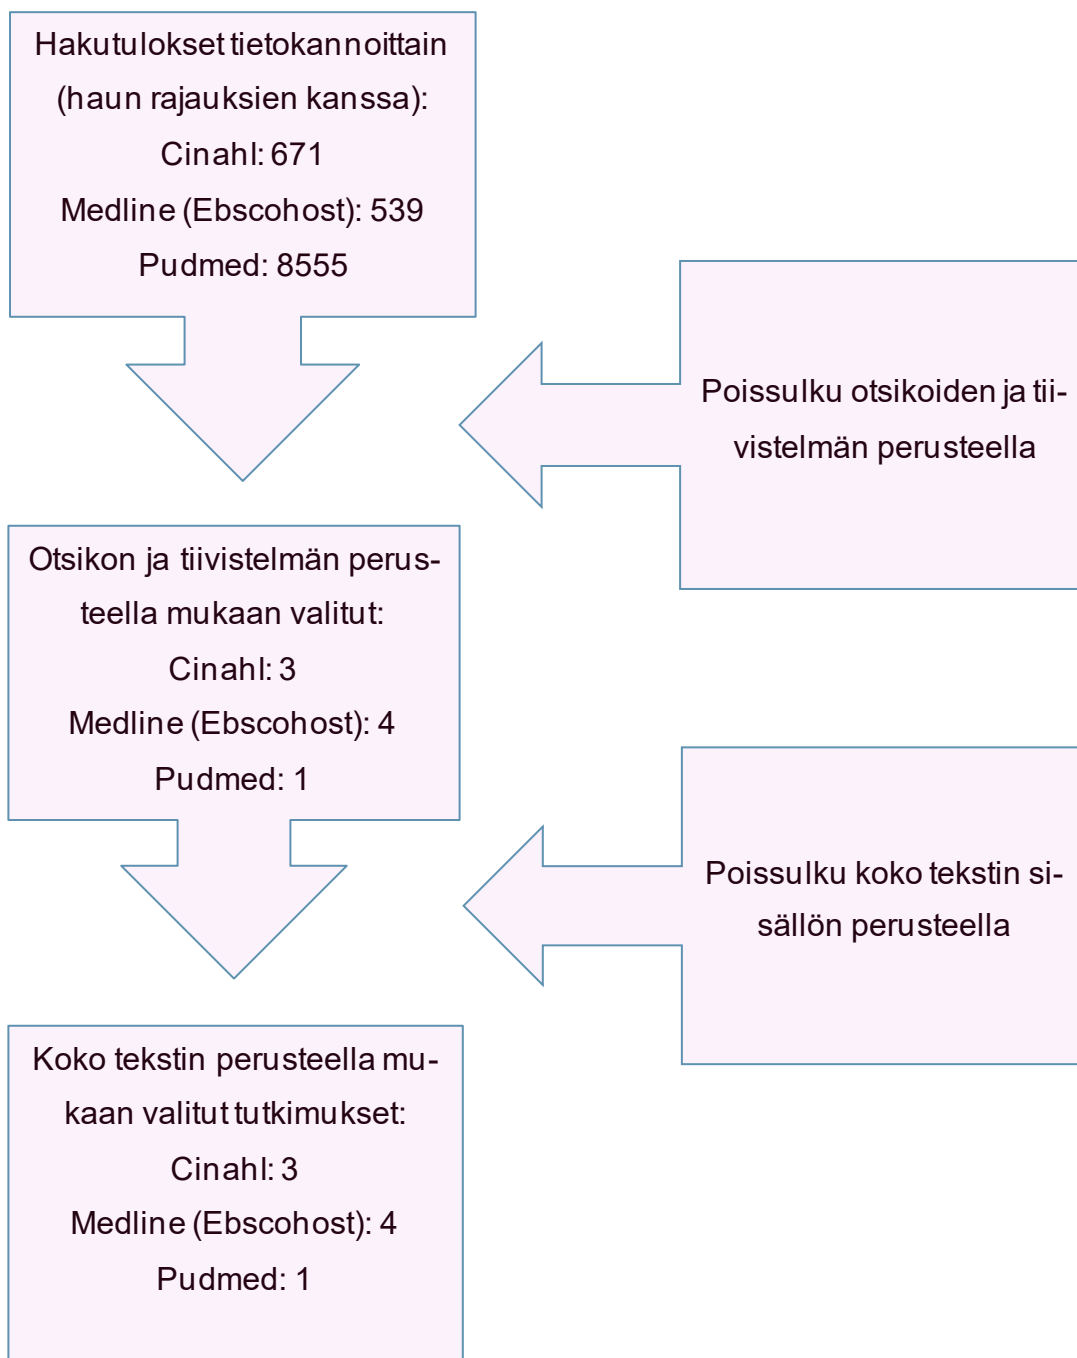 Hakutulokset tietokannoittain
(haun rajauksien kanssa):
Cinahl: 671
Medline (Ebscohost): 539
Pudmed: 8555
Poissulku otsikoiden ja tii-
vistelmän perusteella
Otsikon ja tiivistelmän perus-
teella mukaan valitut:
Cinahl: 3
Medline (Ebscohost): 4
Pudmed: 1
Poissulku koko tekstin si-
sällön perusteella
Koko tekstin perusteella mu-
kaan valitut tutkimukset:
Cinahl: 3
Medline (Ebscohost): 4
Pudmed: 1